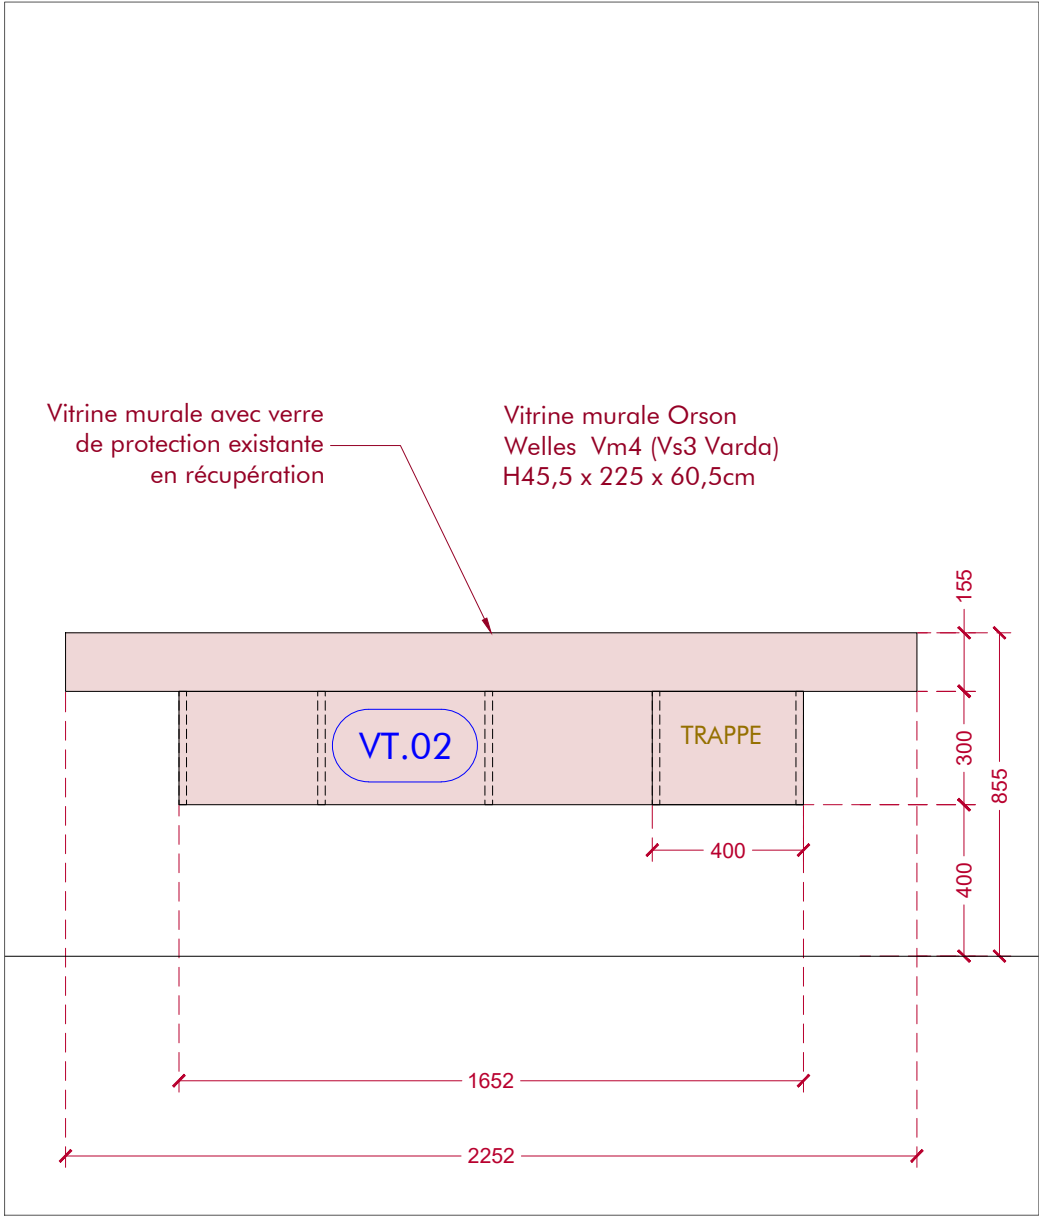 Vitrine murale avec verre
de protection existante
en récupération
Vitrine murale Orson
Welles Vm4 (Vs3 Varda)
H45,5 x 225 x 60,5cm
155
VT.02
TRAPPE
300
855
400
400
1652
2252